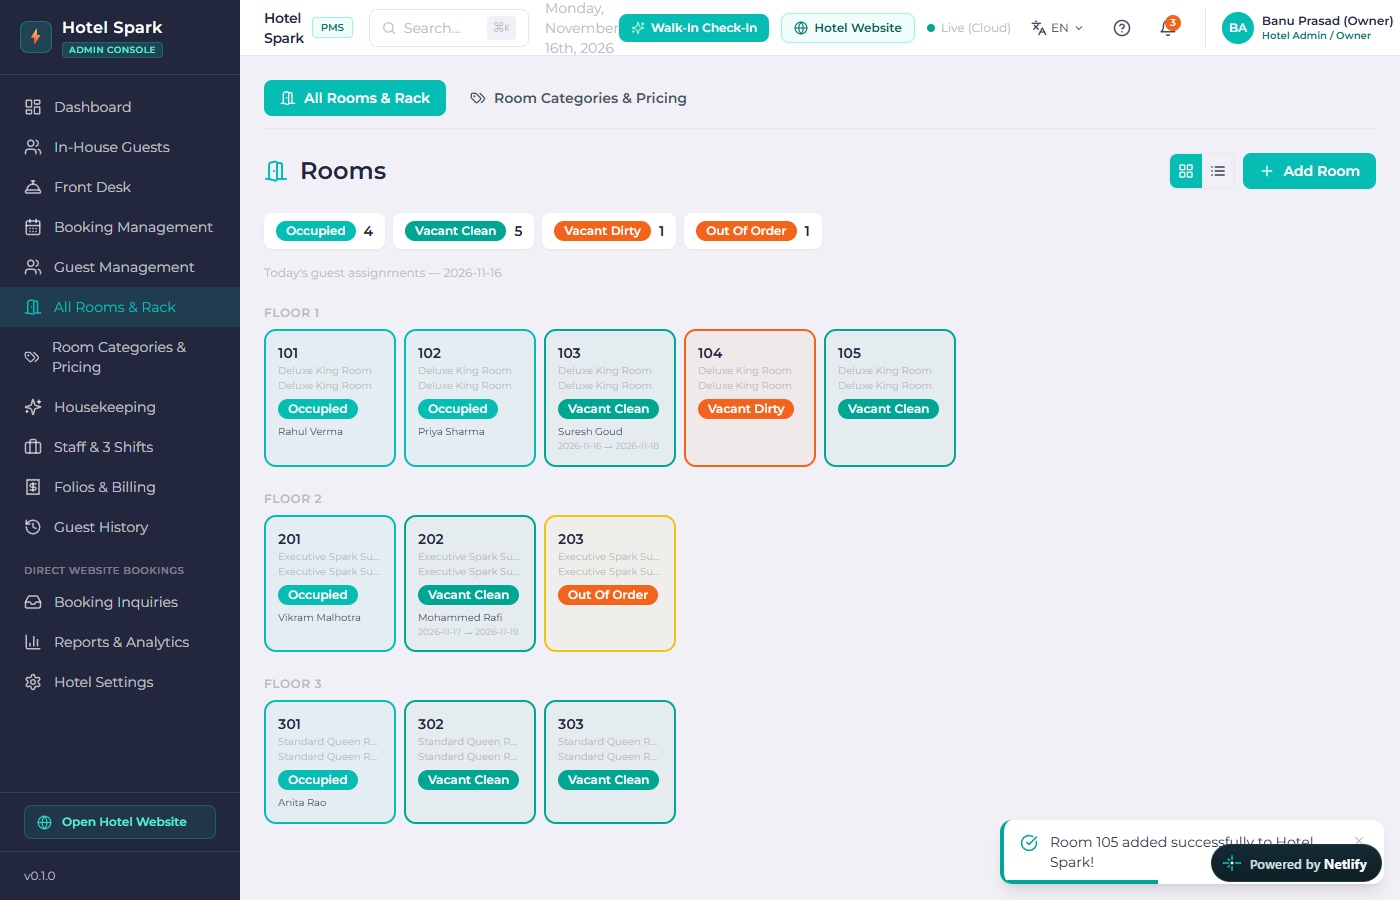 Hotel Spark
ADMIN CONSOLE
Dashboard
In-House Guests
Front Desk
Booking Management
Guest Management
All Rooms & Rack
Room Categories &
Pricing
Housekeeping
Staff & 3 Shifts
Folios & Billing
Guest History
DIRECT WEBSITE BOOKINGS
Booking Inquiries
Reports & Analytics
Hotel Settings
Open Hotel Website
v0.1.0
Hotel
Spark
PMS
Search...
⌘K
Monday,
November
16th, 2026
Walk-In Check-In
Hotel Website
Live (Cloud)
EN
3
BA
Banu Prasad (Owner)
Hotel Admin / Owner
All Rooms & Rack
Room Categories & Pricing
Rooms
Add Room
Occupied 4
Vacant Clean 5
Vacant Dirty 1
Out Of Order 1
Today's guest assignments — 2026-11-16
FLOOR 1
101
Deluxe King Room
Deluxe King Room
Occupied
Rahul Verma
102
Deluxe King Room
Deluxe King Room
Occupied
Priya Sharma
103
Deluxe King Room
Deluxe King Room
Vacant Clean
Suresh Goud
2026-11-16 → 2026-11-18
104
Deluxe King Room
Deluxe King Room
Vacant Dirty
105
Deluxe King Room
Deluxe King Room
Vacant Clean
FLOOR 2
201
Executive Spark Su...
Executive Spark Su...
Occupied
Vikram Malhotra
202
Executive Spark Su...
Executive Spark Su...
Vacant Clean
Mohammed Rafi
2026-11-17 → 2026-11-19
203
Executive Spark Su...
Executive Spark Su...
Out Of Order
FLOOR 3
301
Standard Queen R...
Standard Queen R...
Occupied
Anita Rao
302
Standard Queen R...
Standard Queen R...
Vacant Clean
303
Standard Queen R...
Standard Queen R...
Vacant Clean
Room 105 added successfully to Hotel
Spark!
Powered by Netlify